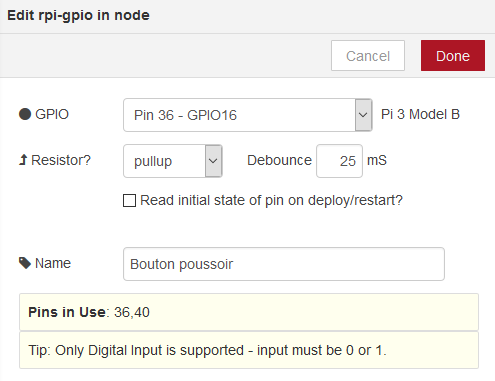 Edit rpi-gpio in node
Cancel Done
GPIO Pin 36 - GPIO16 Pi 3 Model B
Resistor? pullup Debounce 25 mS
Read initial state of pin on deploy/restart?
Name Bouton poussoir
Pins in Use: 36,40
Tip: Only Digital Input is supported - input must be 0 or 1.